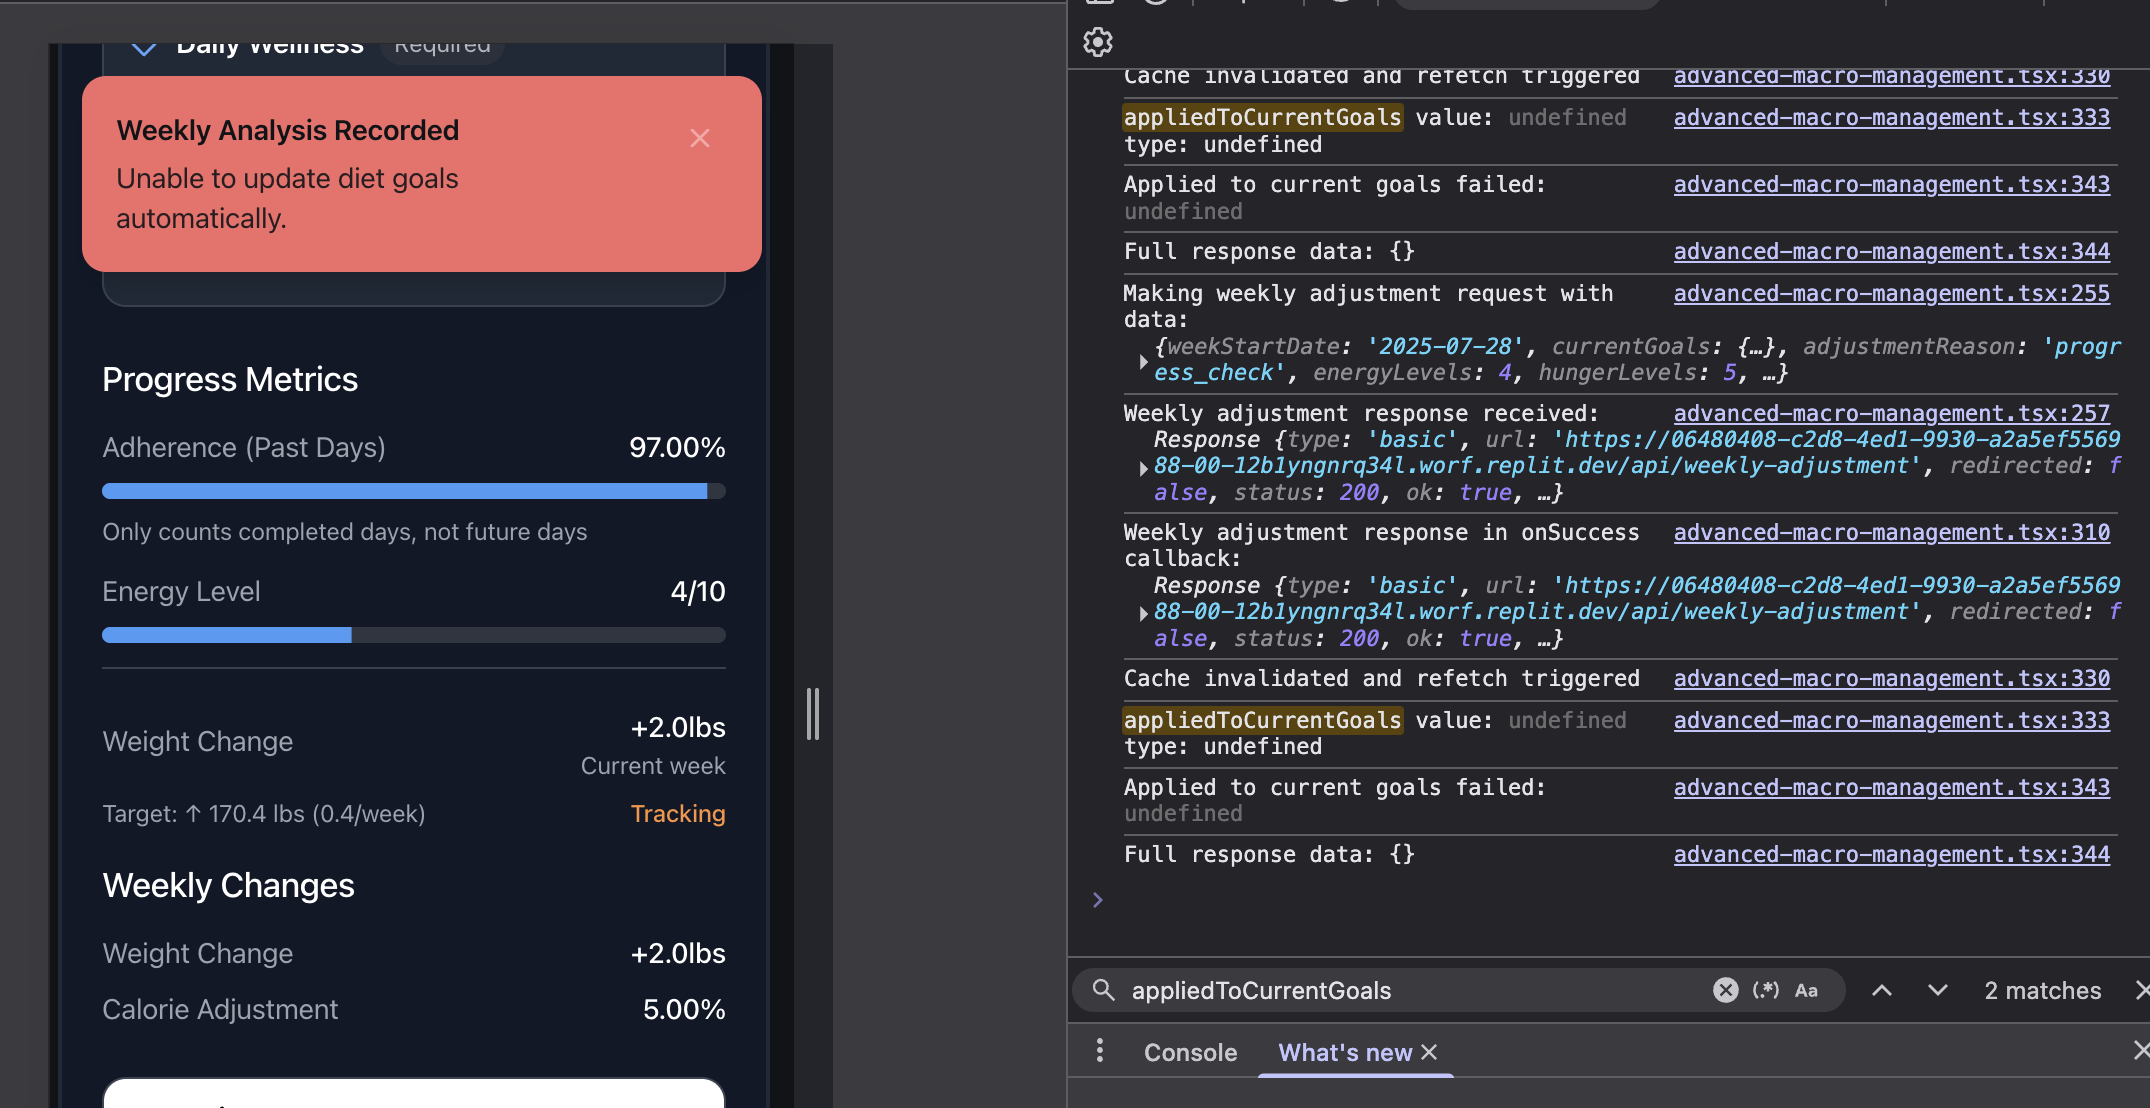 Daily Wellness Required
Weekly Analysis Recorded
Unable to update diet goals
automatically.
Progress Metrics
Adherence (Past Days) 97.00%
Only counts completed days, not future days
Energy Level 4/10
Weight Change +2.0lbs
Current week
Target: ↑ 170.4 lbs (0.4/week) Tracking
Weekly Changes
Weight Change +2.0lbs
Calorie Adjustment 5.00%
Cache invalidated and refetch triggered advanced-macro-management.tsx:330
appliedToCurrentGoals value: undefined advanced-macro-management.tsx:333
type: undefined
Applied to current goals failed: advanced-macro-management.tsx:343
undefined
Full response data: {} advanced-macro-management.tsx:344
Making weekly adjustment request with advanced-macro-management.tsx:255
data:
{weekStartDate: '2025-07-28', currentGoals: {…}, adjustmentReason: 'progr
ess_check', energyLevels: 4, hungerLevels: 5, …}
Weekly adjustment response received: advanced-macro-management.tsx:257
Response {type: 'basic', url: 'https://06480408-c2d8-4ed1-9930-a2a5ef5569
88-00-12b1yngnrq34l.worf.replit.dev/api/weekly-adjustment', redirected: f
alse, status: 200, ok: true, …}
Weekly adjustment response in onSuccess advanced-macro-management.tsx:310
callback:
Response {type: 'basic', url: 'https://06480408-c2d8-4ed1-9930-a2a5ef5569
88-00-12b1yngnrq34l.worf.replit.dev/api/weekly-adjustment', redirected: f
alse, status: 200, ok: true, …}
Cache invalidated and refetch triggered advanced-macro-management.tsx:330
appliedToCurrentGoals value: undefined advanced-macro-management.tsx:333
type: undefined
Applied to current goals failed: advanced-macro-management.tsx:343
undefined
Full response data: {} advanced-macro-management.tsx:344
appliedToCurrentGoals (.*) Aa 2 matches
Console What's new